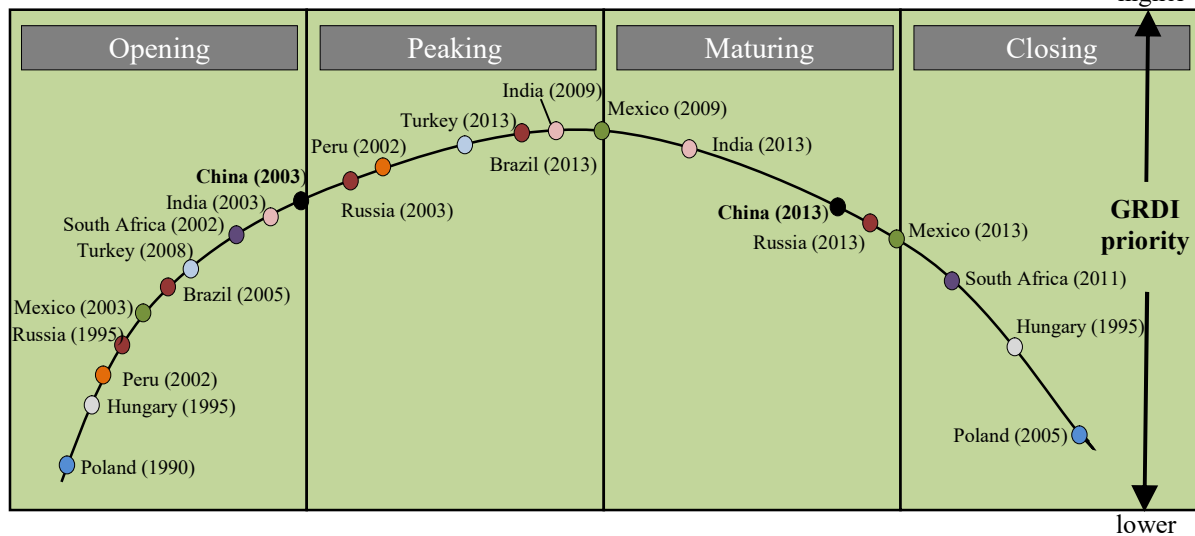 Opening
Peaking
Maturing
Closing
India (2009)
Mexico (2009)
Turkey (2013)
Peru (2002)
Brazil (2013)
India (2013)
China (2003)
India (2003)
Russia (2003)
China (2013)
GRDI
priority
South Africa (2002)
Russia (2013)
Mexico (2013)
Turkey (2008)
Brazil (2005)
South Africa (2011)
Mexico (2003)
Russia (1995)
Hungary (1995)
Peru (2002)
Hungary (1995)
Poland (2005)
Poland (1990)
lower